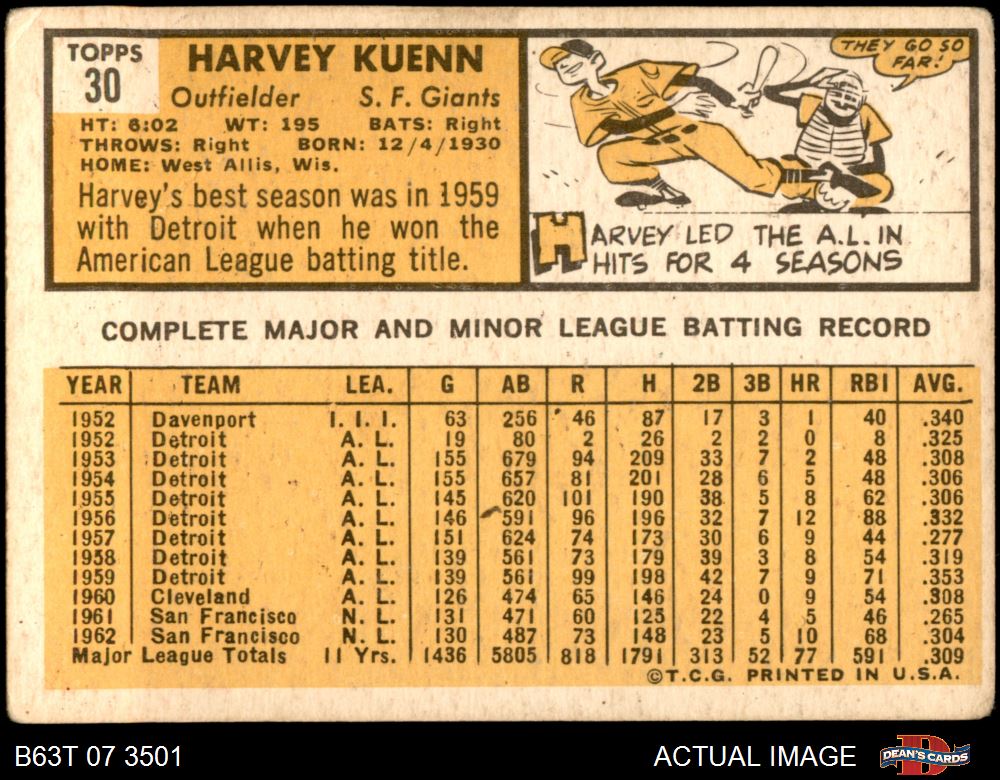 TOPPS
30
HARVEY KUENN
Outfielder S. F. Giants
HT: 6:02 WT: 195 BATS: Right
THROWS: Right BORN: 12/4/1930
HOME: West Allis, Wis.
Harvey's best season was in 1959
with Detroit when he won the
American League batting title.
THEY GO SO
FAR!
HARVEY LED THE A.L. IN
HITS FOR 4 SEASONS
COMPLETE MAJOR AND MINOR LEAGUE BATTING RECORD
YEAR TEAM LEA. G AB R H 2B 3B HR RBI AVG.
1952 Davenport I. I. I. 63 256 46 87 17 3 1 40 .340
1952 Detroit A. L. 19 80 2 26 2 2 0 8 .325
1953 Detroit A. L. 155 679 94 209 33 7 2 48 .308
1954 Detroit A. L. 155 657 81 201 28 6 5 48 .306
1955 Detroit A. L. 145 620 101 190 38 5 8 62 .306
1956 Detroit A. L. 146 591 96 196 32 7 12 88 .332
1957 Detroit A. L. 151 624 74 173 30 6 9 44 .277
1958 Detroit A. L. 139 561 73 179 39 3 8 54 .319
1959 Detroit A. L. 139 561 99 198 42 7 9 71 .353
1960 Cleveland A. L. 126 474 65 146 24 0 9 54 .308
1961 San Francisco N. L. 131 471 60 125 22 4 5 46 .265
1962 San Francisco N. L. 130 487 73 148 23 5 10 68 .304
Major League Totals 11 Yrs. 1436 5805 818 1791 313 52 77 591 .309
©T.C.G. PRINTED IN U.S.A.
B63T 07 3501 ACTUAL IMAGE DEAN'S CARDS